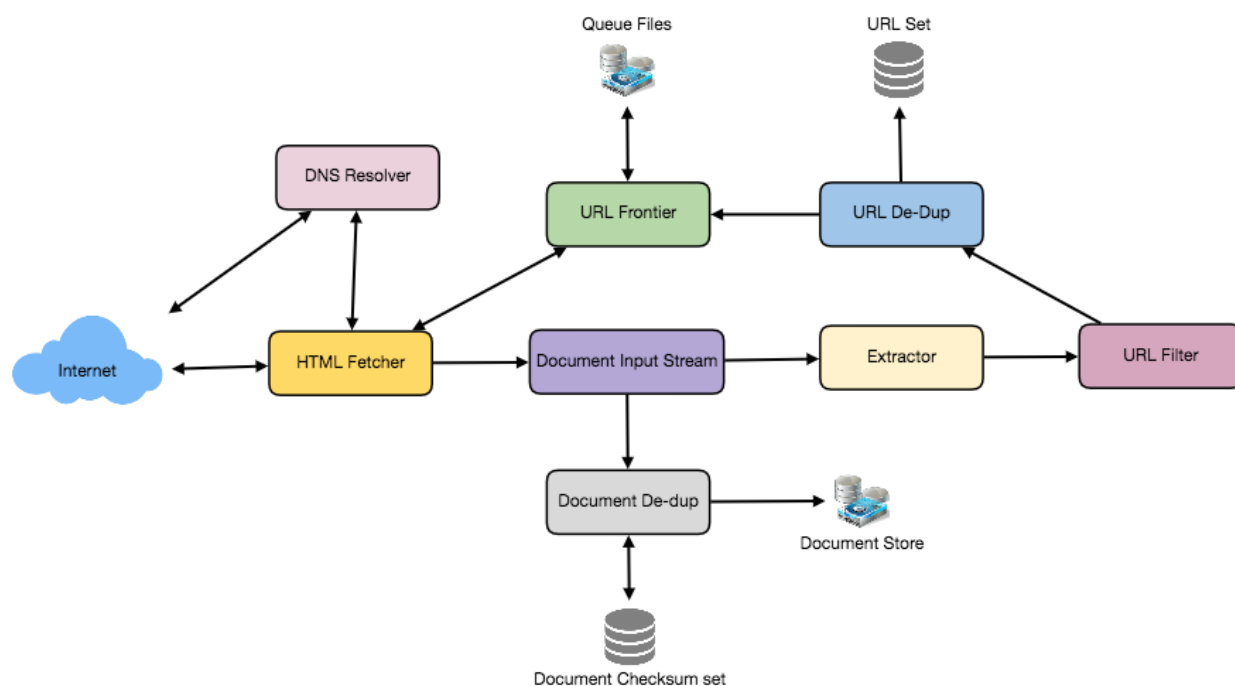 Queue Files
URL Set
DNS Resolver
URL Frontier
URL De-Dup
Internet
HTML Fetcher
Document Input Stream
Extractor
URL Filter
Document De-dup
Document Store
Document Checksum set